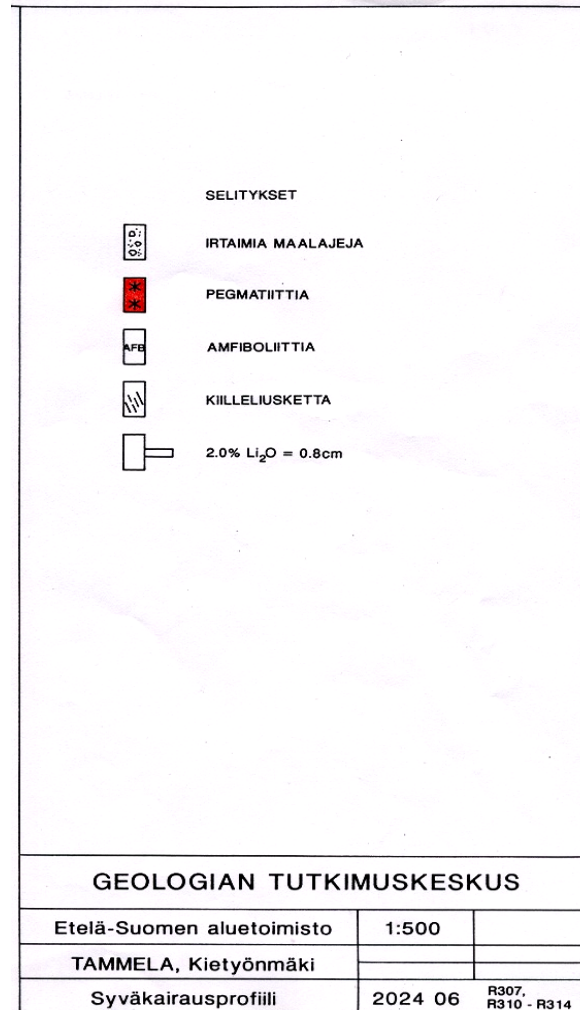 SELITYKSET
IRTAIMIA MAALAJEJA
PEGMATIITTIA
AFB AMFIBOLIITTIA
KIILLELIUSKETTA
2.0% Li₂O = 0.8cm
GEOLOGIAN TUTKIMUSKESKUS
Etelä-Suomen aluetoimisto 1:500
TAMMELA, Kietyönmäki
Syväkairausprofiili 2024 06 R307,
R310 - R314